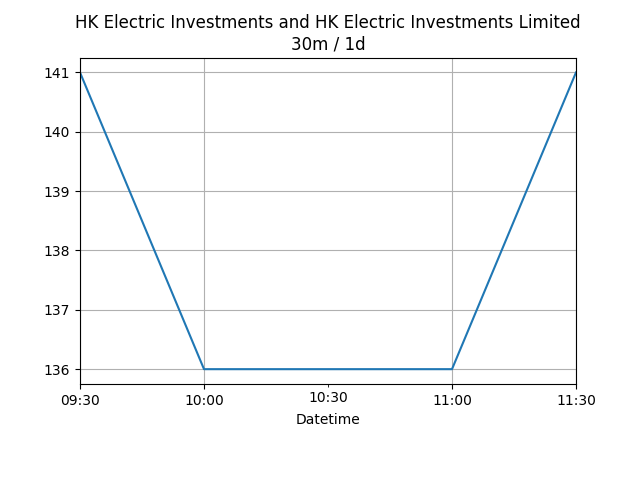 HK Electric Investments and HK Electric Investments Limited
30m / 1d
141
140
139
138
137
136
09:30 10:00 10:30 11:00 11:30
Datetime